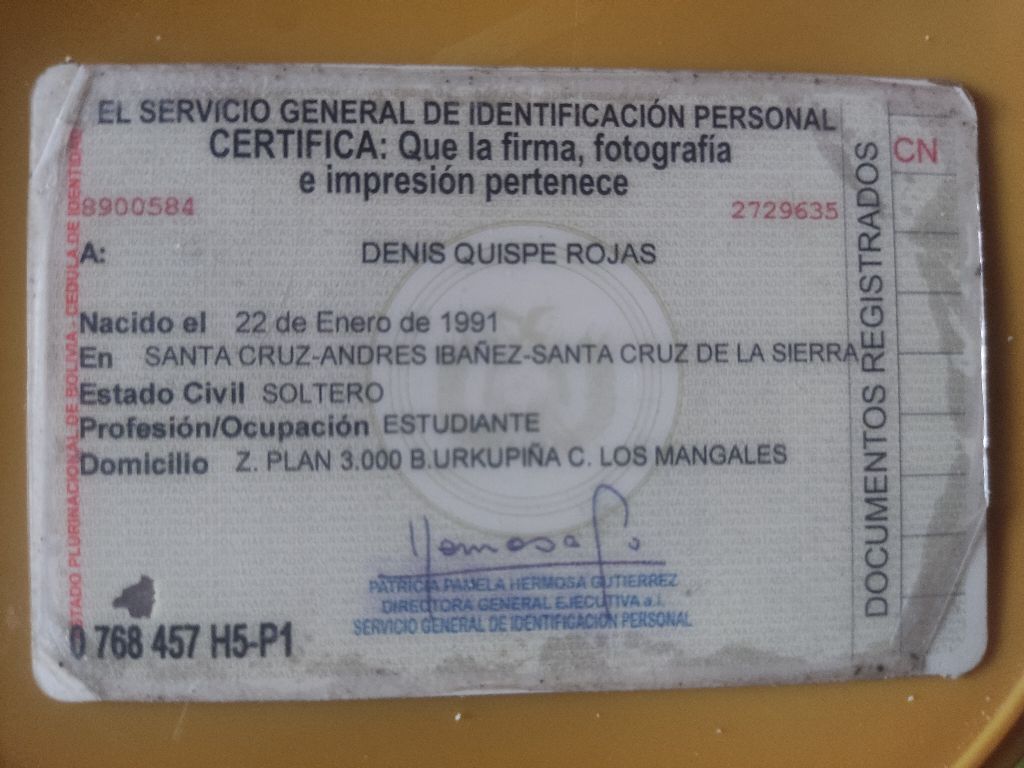 EL SERVICIO GENERAL DE IDENTIFICACIÓN PERSONAL
CERTIFICA: Que la firma, fotografía
e impresión pertenece
8900584
2729635
A: DENIS QUISPE ROJAS
Nacido el 22 de Enero de 1991
En SANTA CRUZ-ANDRES IBAÑEZ-SANTA CRUZ DE LA SIERRA
Estado Civil SOLTERO
Profesión/Ocupación ESTUDIANTE
Domicilio Z. PLAN 3.000 B.URKUPIÑA C. LOS MANGALES
PATRICIA PAMELA HERMOSA GUTIERREZ
DIRECTORA GENERAL EJECUTIVA a.i.
SERVICIO GENERAL DE IDENTIFICACIÓN PERSONAL
0 768 457 H5-P1
ESTADO PLURINACIONAL DE BOLIVIA - CEDULA DE IDENTIDAD
DOCUMENTOS REGISTRADOS
CN